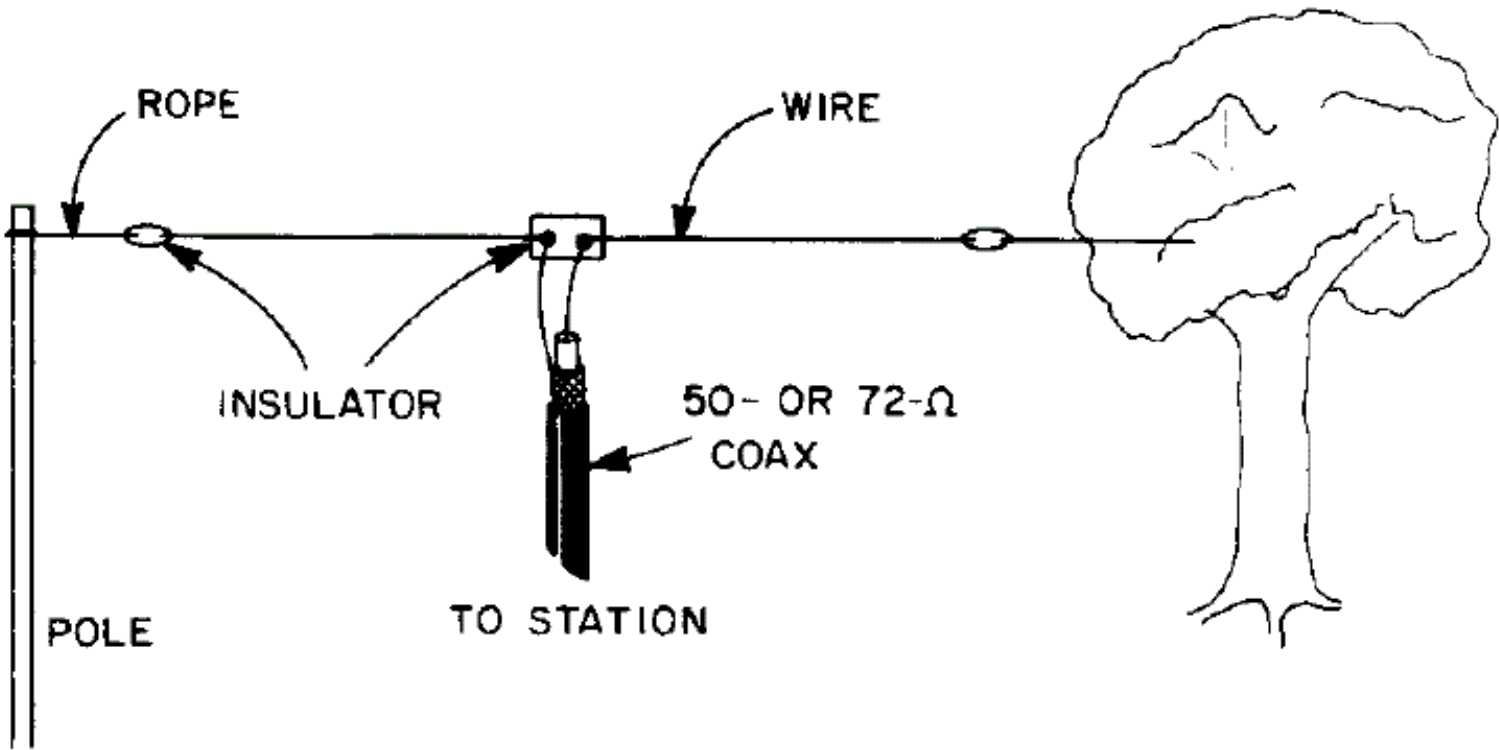 ROPE
WIRE
INSULATOR
50- OR 72-Ω
COAX
TO STATION
POLE